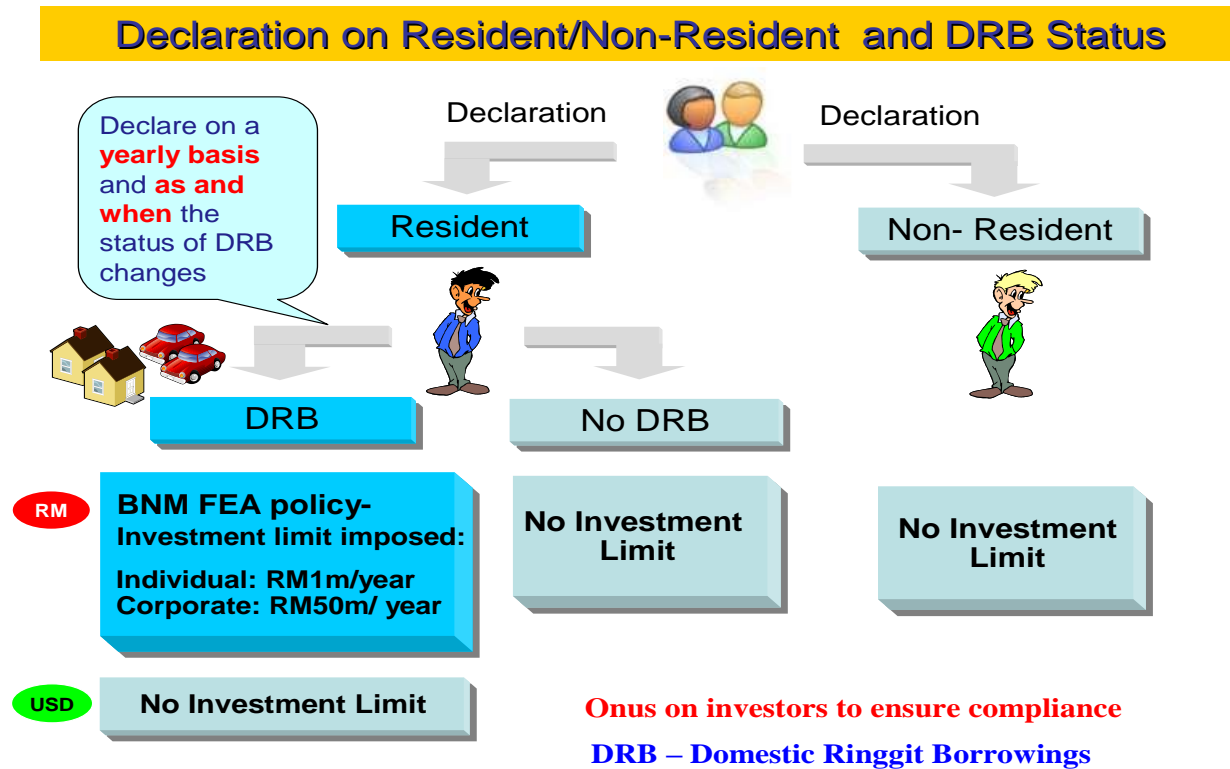 Declaration on Resident/Non-Resident and DRB Status
Declare on a
yearly basis
and as and
when the
status of DRB
changes
Declaration
Declaration
Resident
Non- Resident
DRB
No DRB
RM
BNM FEA policy-
Investment limit imposed:
Individual: RM1m/year
Corporate: RM50m/ year
No Investment
Limit
No Investment
Limit
USD
No Investment Limit
Onus on investors to ensure compliance
DRB – Domestic Ringgit Borrowings